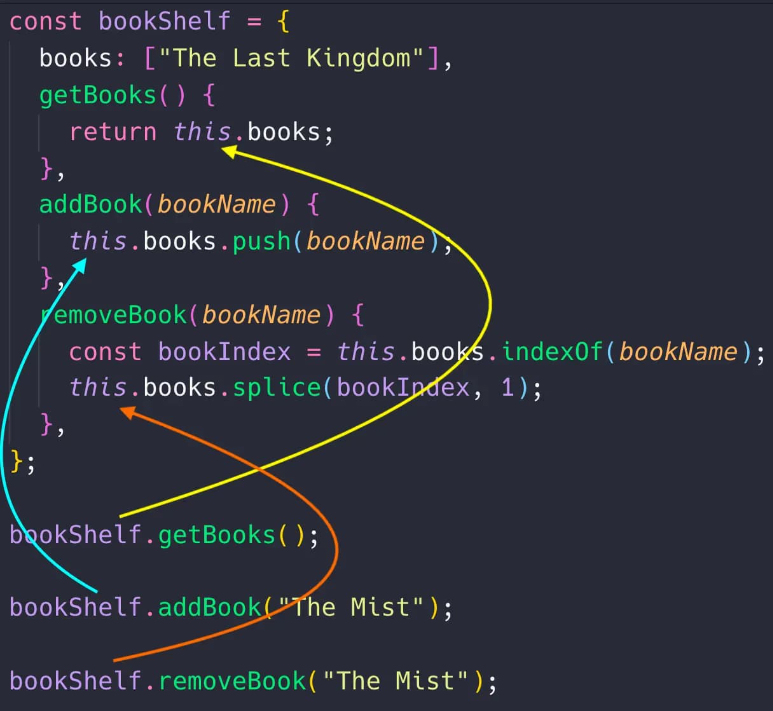 const bookShelf = {
books: ["The Last Kingdom"],
getBooks() {
return this.books;
},
addBook(bookName) {
this.books.push(bookName);
},
removeBook(bookName) {
const bookIndex = this.books.indexOf(bookName);
this.books.splice(bookIndex, 1);
},
};
bookShelf.getBooks();
bookShelf.addBook("The Mist");
bookShelf.removeBook("The Mist");